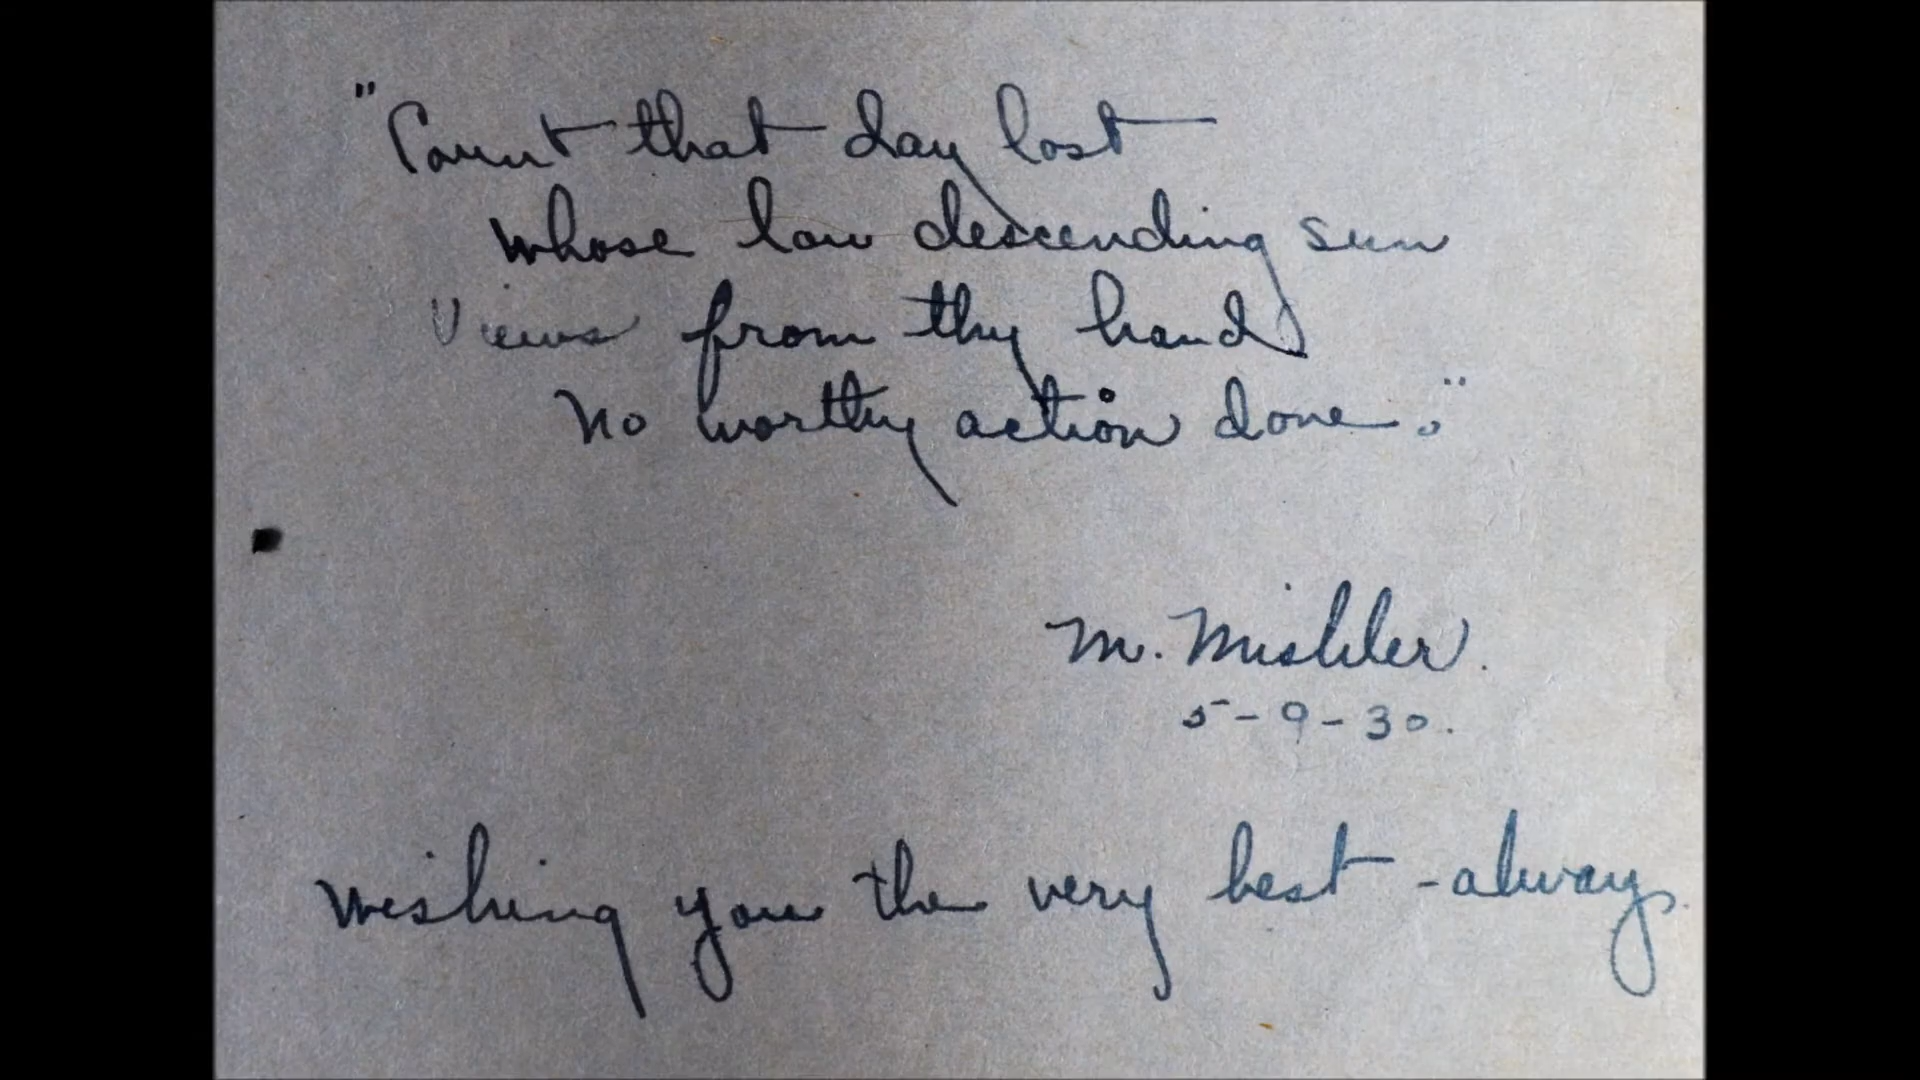 "Count that day lost
whose low descending sun
Views from thy hand
No worthy action done."
M. Mishler.
5-9-30.
Wishing you the very best - always.